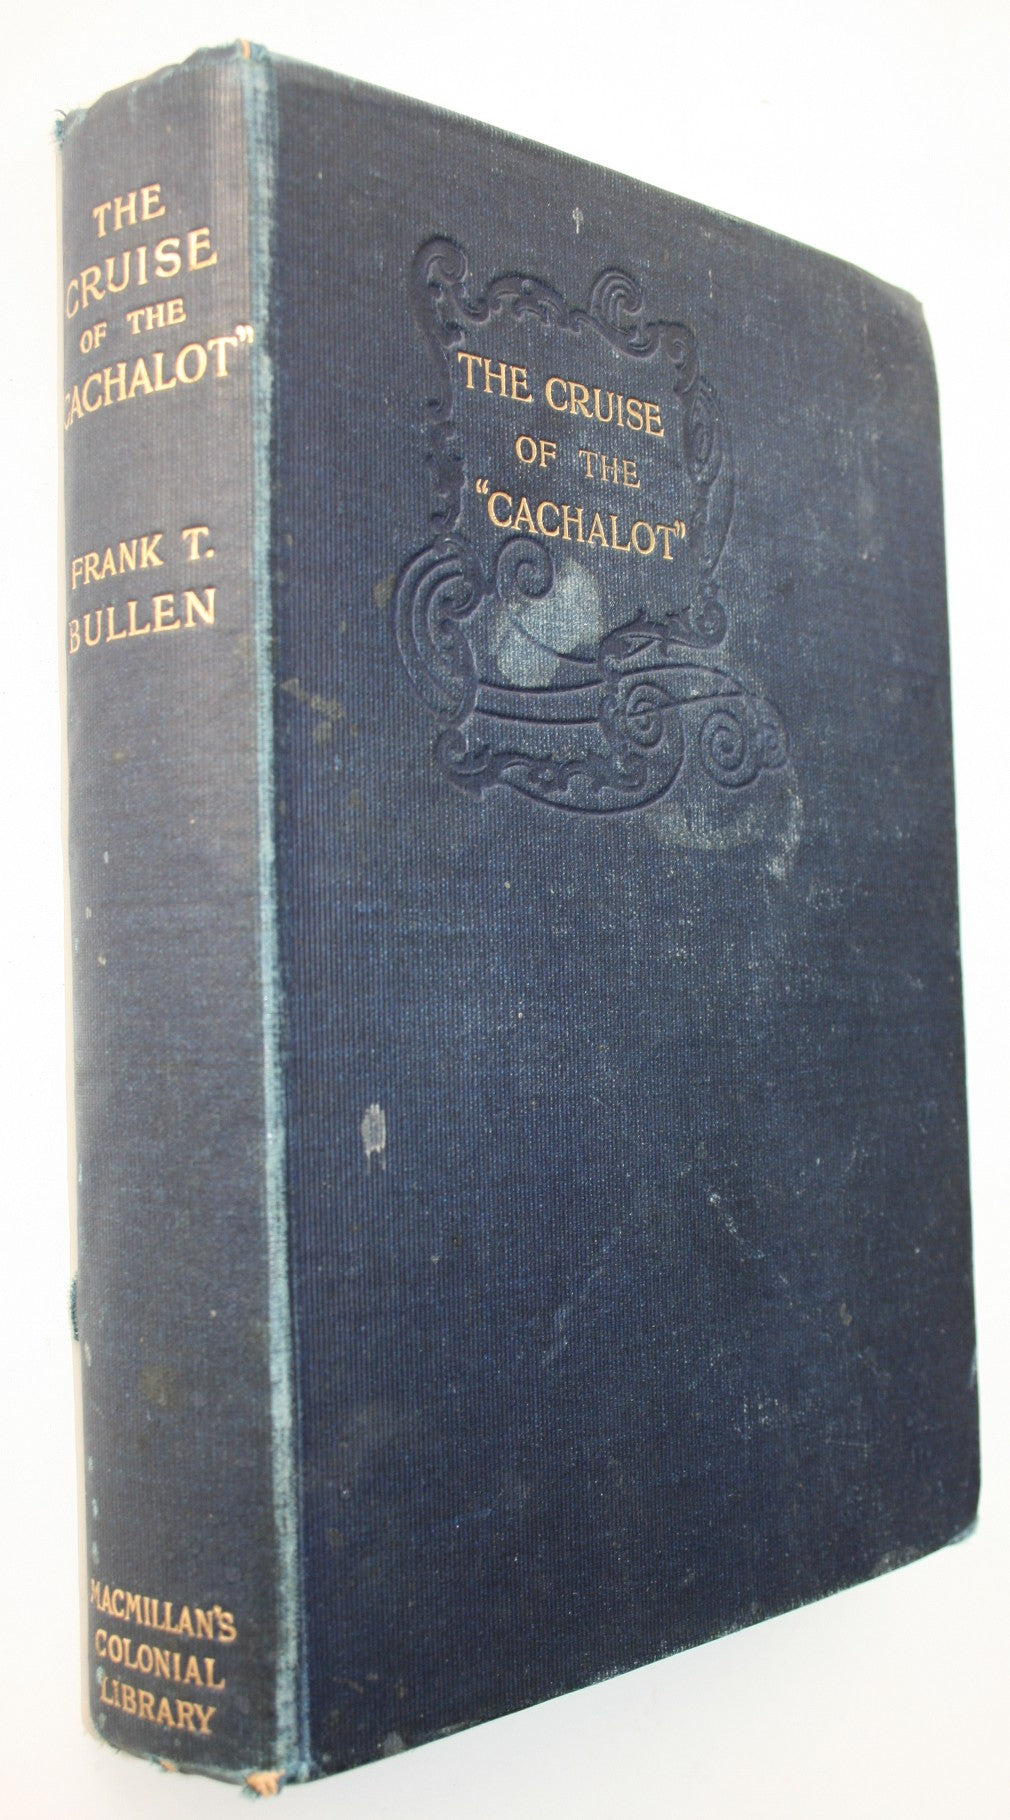 THE
CRUISE
OF THE
CACHALOT"
FRANK T.
BULLEN
MACMILLAN'S
COLONIAL
LIBRARY
THE CRUISE
OF THE
"CACHALOT"